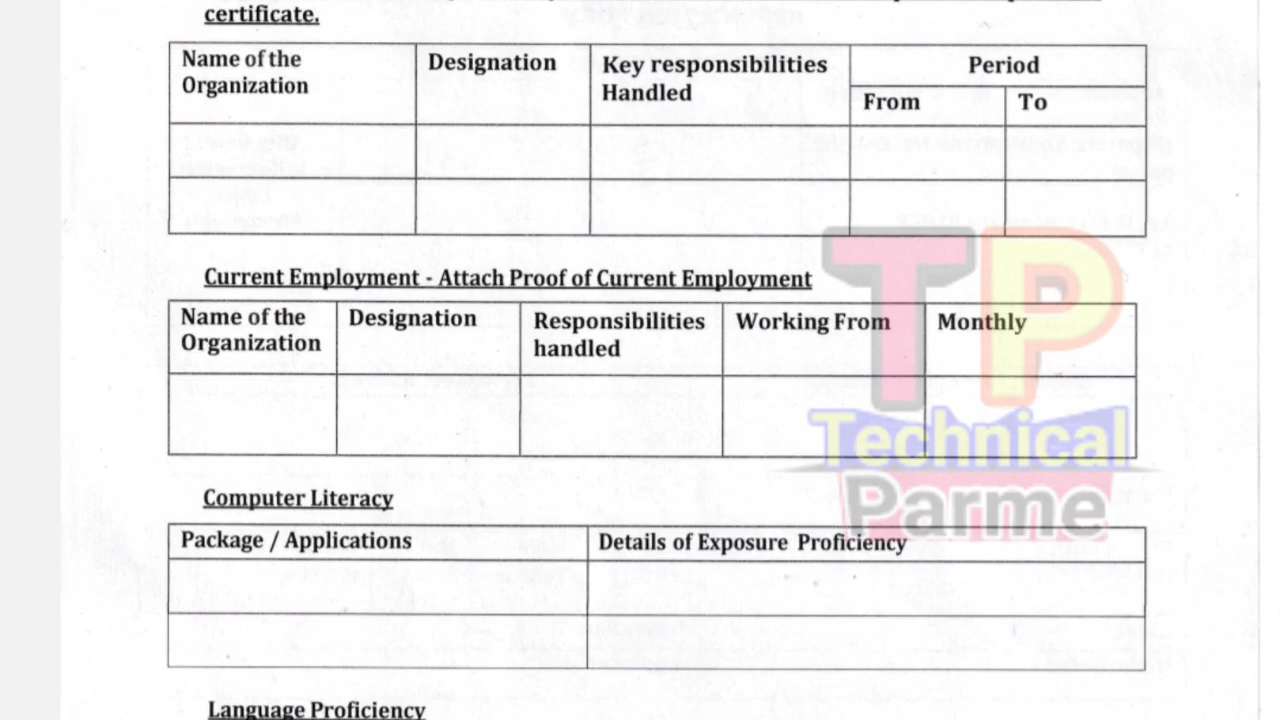 certificate.
Name of the Designation Key responsibilities Period
Organization Handled From To
Current Employment - Attach Proof of Current Employment
Name of the Designation Responsibilities Working From Monthly
Organization handled
TP
Technical
Parme
Computer Literacy
Package / Applications Details of Exposure Proficiency
Language Proficiency